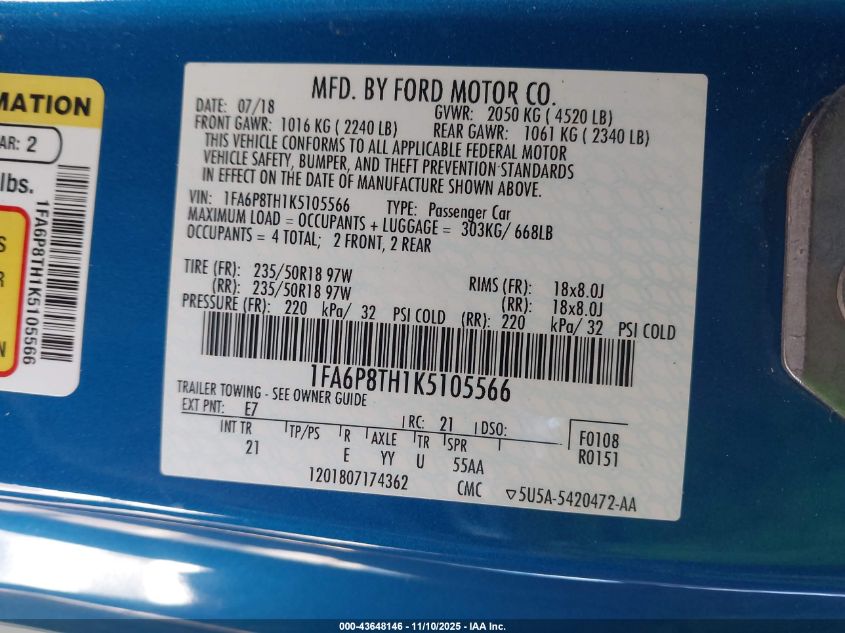 MATION
AR: 2
lbs.
1FA6P8TH1K5105566
S
R
N
MFD. BY FORD MOTOR CO.
DATE: 07/18 GVWR: 2050 KG ( 4520 LB)
FRONT GAWR: 1016 KG ( 2240 LB) REAR GAWR: 1061 KG ( 2340 LB)
THIS VEHICLE CONFORMS TO ALL APPLICABLE FEDERAL MOTOR
VEHICLE SAFETY, BUMPER, AND THEFT PREVENTION STANDARDS
IN EFFECT ON THE DATE OF MANUFACTURE SHOWN ABOVE.
VIN: 1FA6P8TH1K5105566 TYPE: Passenger Car
MAXIMUM LOAD = OCCUPANTS + LUGGAGE = 303KG/ 668LB
OCCUPANTS = 4 TOTAL; 2 FRONT, 2 REAR
TIRE (FR): 235/50R18 97W RIMS (FR): 18x8.0J
(RR): 235/50R18 97W (RR): 18x8.0J
PRESSURE (FR): 220 kPa/ 32 PSI COLD (RR): 220 kPa/ 32 PSI COLD
1FA6P8TH1K5105566
TRAILER TOWING - SEE OWNER GUIDE
EXT PNT: E7 RC: 21 DSO:
INT TR TP/PS R AXLE TR SPR F0108
21 E YY U 55AA R0151
1201807174362 CMC ▽5U5A-5420472-AA
000-43648146 - 11/10/2025 - IAA Inc.